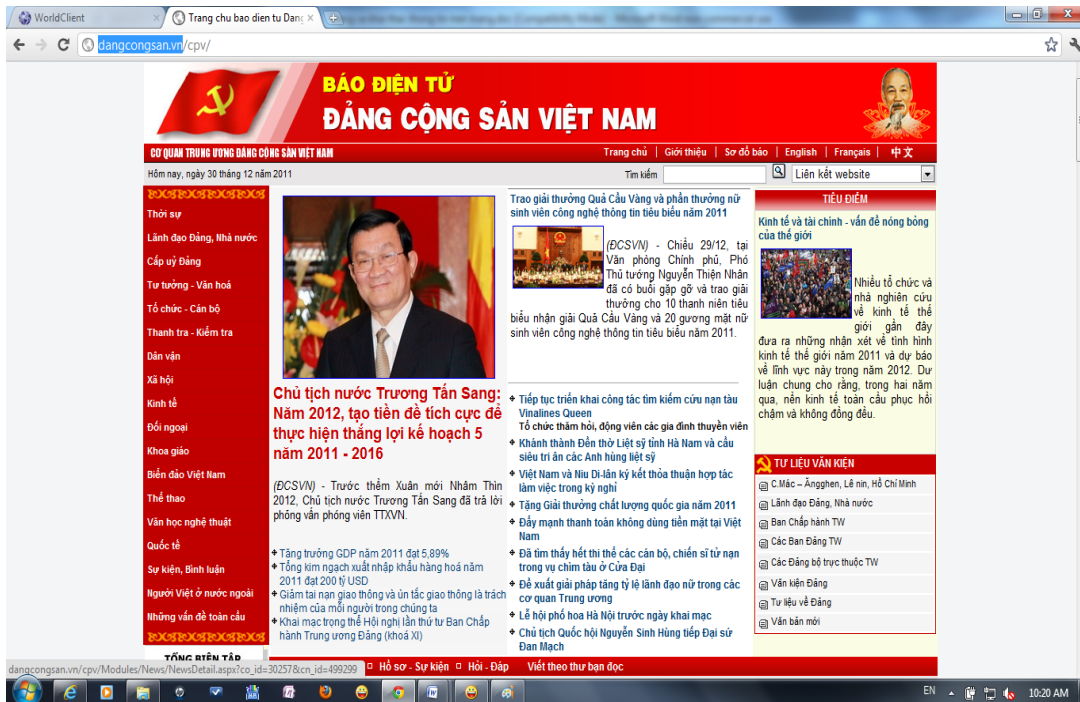 WorldClient
Trang chu bao dien tu Dang
dangcongsan.vn/cpv/
BÁO ĐIỆN TỬ
ĐẢNG CỘNG SẢN VIỆT NAM
CƠ QUAN TRUNG ƯƠNG ĐẢNG CỘNG SẢN VIỆT NAM
Trang chủ | Giới thiệu | Sơ đồ báo | English | Français | 中文
Hôm nay, ngày 30 tháng 12 năm 2011
Tìm kiếm
Liên kết website
Thời sự
Lãnh đạo Đảng, Nhà nước
Cấp uỷ Đảng
Tư tưởng - Văn hoá
Tổ chức - Cán bộ
Thanh tra - Kiểm tra
Dân vận
Xã hội
Kinh tế
Đối ngoại
Khoa giáo
Biển đảo Việt Nam
Thể thao
Văn học nghệ thuật
Quốc tế
Sự kiện, Bình luận
Người Việt ở nước ngoài
Những vấn đề toàn cầu
TỔNG BIÊN TẬP
Chủ tịch nước Trương Tấn Sang:
Năm 2012, tạo tiền đề tích cực để
thực hiện thắng lợi kế hoạch 5
năm 2011 - 2016
(ĐCSVN) - Trước thềm Xuân mới Nhâm Thìn
2012, Chủ tịch nước Trương Tấn Sang đã trả lời
phỏng vấn phóng viên TTXVN.
Tăng trưởng GDP năm 2011 đạt 5,89%
Tổng kim ngạch xuất nhập khẩu hàng hoá năm
2011 đạt 200 tỷ USD
Giảm tai nạn giao thông và ùn tắc giao thông là trách
nhiệm của mỗi người trong chúng ta
Khai mạc trọng thể Hội nghị lần thứ tư Ban Chấp
hành Trung ương Đảng (khoá XI)
Trao giải thưởng Quả Cầu Vàng và phần thưởng nữ
sinh viên công nghệ thông tin tiêu biểu năm 2011
(ĐCSVN) - Chiều 29/12, tại
Văn phòng Chính phủ, Phó
Thủ tướng Nguyễn Thiện Nhân
đã có buổi gặp gỡ và trao giải
thưởng cho 10 thanh niên tiêu
biểu nhận giải Quả Cầu Vàng và 20 gương mặt nữ
sinh viên công nghệ thông tin tiêu biểu năm 2011.
Tiếp tục triển khai công tác tìm kiếm cứu nạn tàu
Vinalines Queen
Tổ chức thăm hỏi, động viên các gia đình thuyền viên
Khánh thành Đền thờ Liệt sỹ tỉnh Hà Nam và cầu
siêu tri ân các Anh hùng liệt sỹ
Việt Nam và Niu Di-lân ký kết thỏa thuận hợp tác
làm việc trong kỳ nghỉ
Tặng Giải thưởng chất lượng quốc gia năm 2011
Đẩy mạnh thanh toán không dùng tiền mặt tại Việt
Nam
Đã tìm thấy hết thi thể các cán bộ, chiến sĩ tử nạn
trong vụ chìm tàu ở Cửa Đại
Đề xuất giải pháp tăng tỷ lệ lãnh đạo nữ trong các
cơ quan Trung ương
Lễ hội phố hoa Hà Nội trước ngày khai mạc
Chủ tịch Quốc hội Nguyễn Sinh Hùng tiếp Đại sứ
Đan Mạch
TIÊU ĐIỂM
Kinh tế và tài chính - vấn đề nóng bỏng
của thế giới
Nhiều tổ chức và
nhà nghiên cứu
về kinh tế thế
giới gần đây
đưa ra những nhận xét về tình hình
kinh tế thế giới năm 2011 và dự báo
về lĩnh vực này trong năm 2012. Dư
luận chung cho rằng, trong hai năm
qua, nền kinh tế toàn cầu phục hồi
chậm và không đồng đều.
TƯ LIỆU VĂN KIỆN
C.Mác – Ăngghen, Lê nin, Hồ Chí Minh
Lãnh đạo Đảng, Nhà nước
Ban Chấp hành TW
Các Ban Đảng TW
Các Đảng bộ trực thuộc TW
Văn kiện Đảng
Tư liệu về Đảng
Văn bản mới
dangcongsan.vn/cpv/Modules/News/NewsDetail.aspx?co_id=30257&cn_id=499299
Hồ sơ - Sự kiện
Hỏi - Đáp
Viết theo thư bạn đọc
EN
10:20 AM